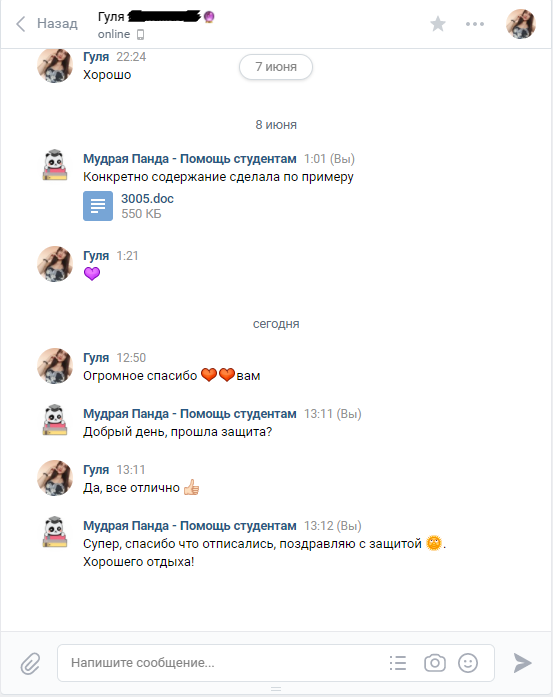 Назад
Гуля
online
7 июня
Гуля 22:24
Хорошо
8 июня
Мудрая Панда - Помощь студентам 1:01 (Вы)
Конкретно содержание сделала по примеру
3005.doc
550 КБ
Гуля 1:21
сегодня
Гуля 12:50
Огромное спасибо вам
Мудрая Панда - Помощь студентам 13:11 (Вы)
Добрый день, прошла защита?
Гуля 13:11
Да, все отлично
Мудрая Панда - Помощь студентам 13:12 (Вы)
Супер, спасибо что отписались, поздравляю с защитой .
Хорошего отдыха!
Напишите сообщение...